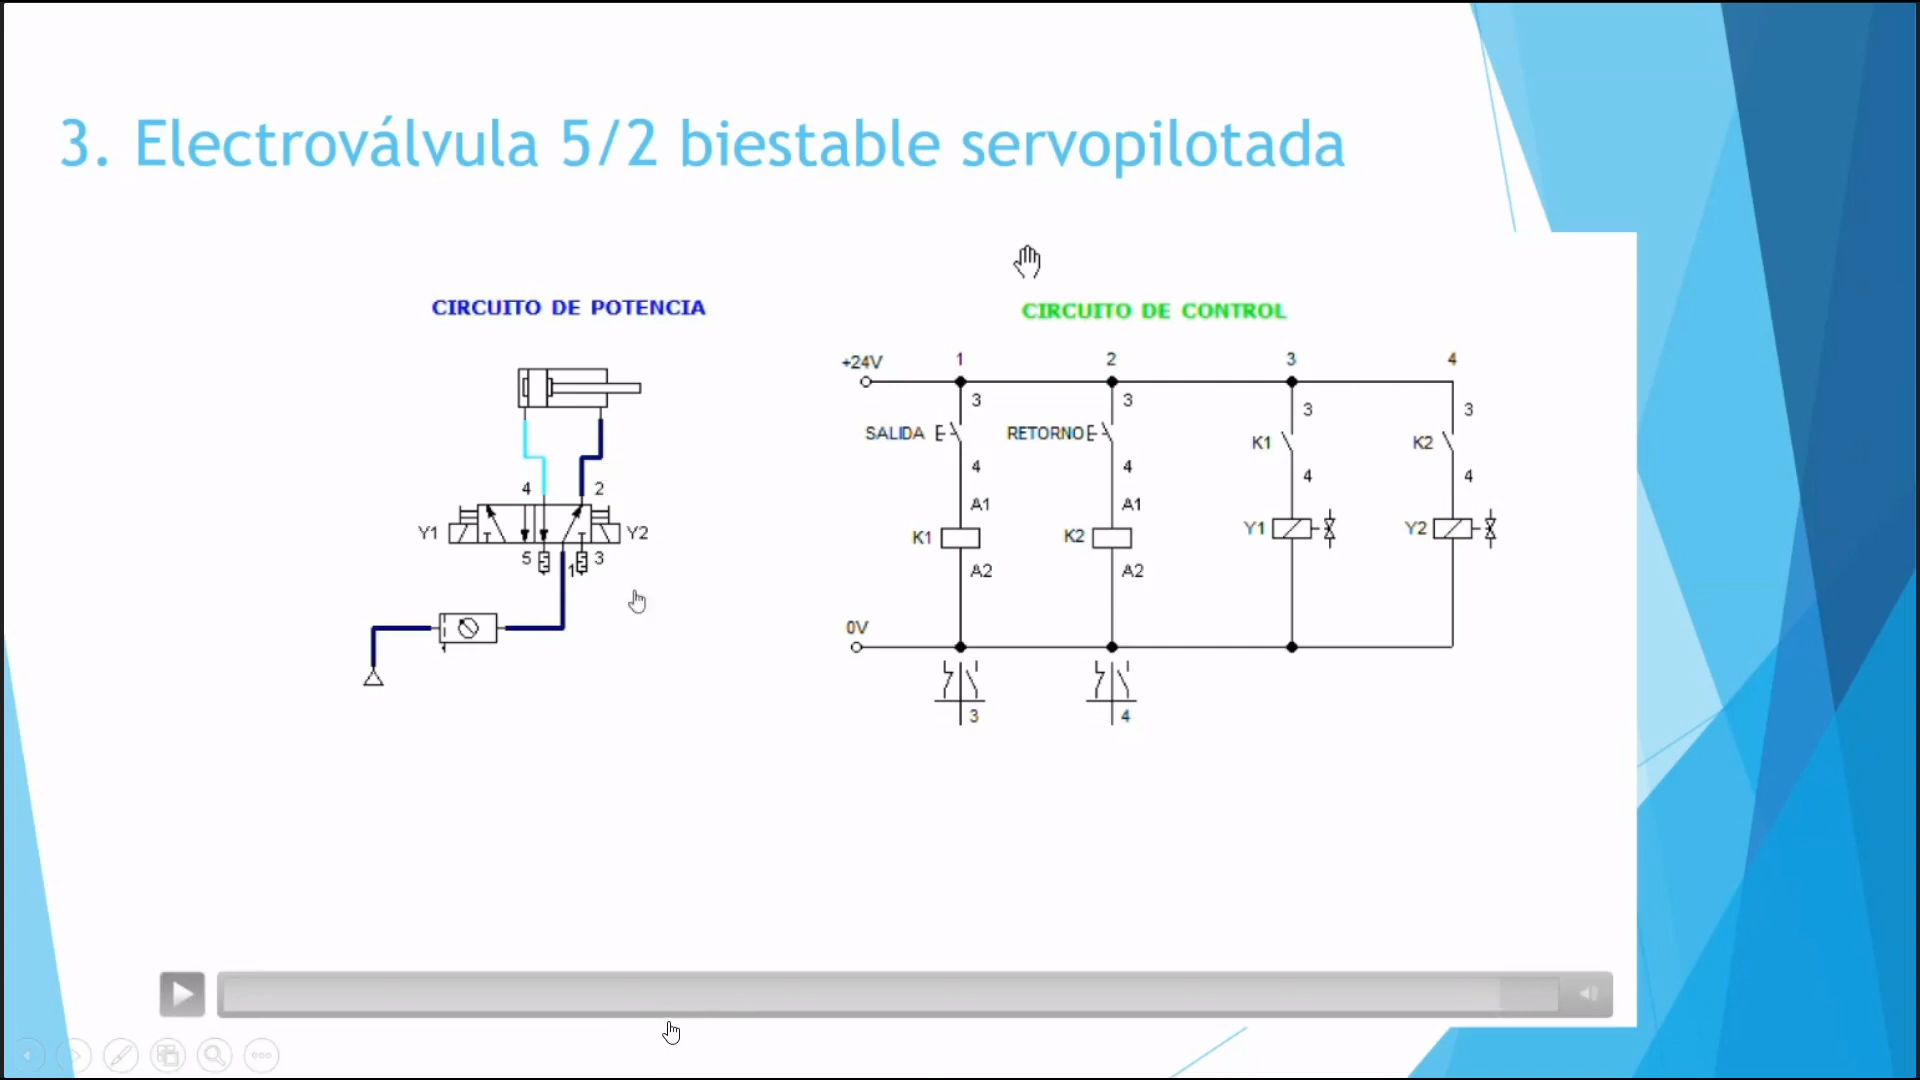 3. Electroválvula 5/2 biestable servopilotada
CIRCUITO DE POTENCIA
4 2
Y1 Y2
5 1 3
CIRCUITO DE CONTROL
+24V 1 2 3 4
3 3 3 3
SALIDA RETORNO K1 K2
4 4 4 4
A1 A1
K1 K2 Y1 Y2
A2 A2
0V
3 4